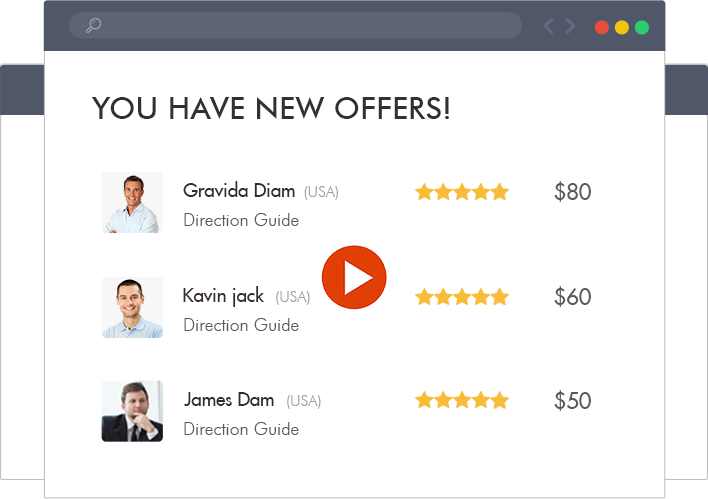 YOU HAVE NEW OFFERS!
Gravida Diam (USA) $80
Direction Guide
Kavin jack (USA) $60
Direction Guide
James Dam (USA) $50
Direction Guide